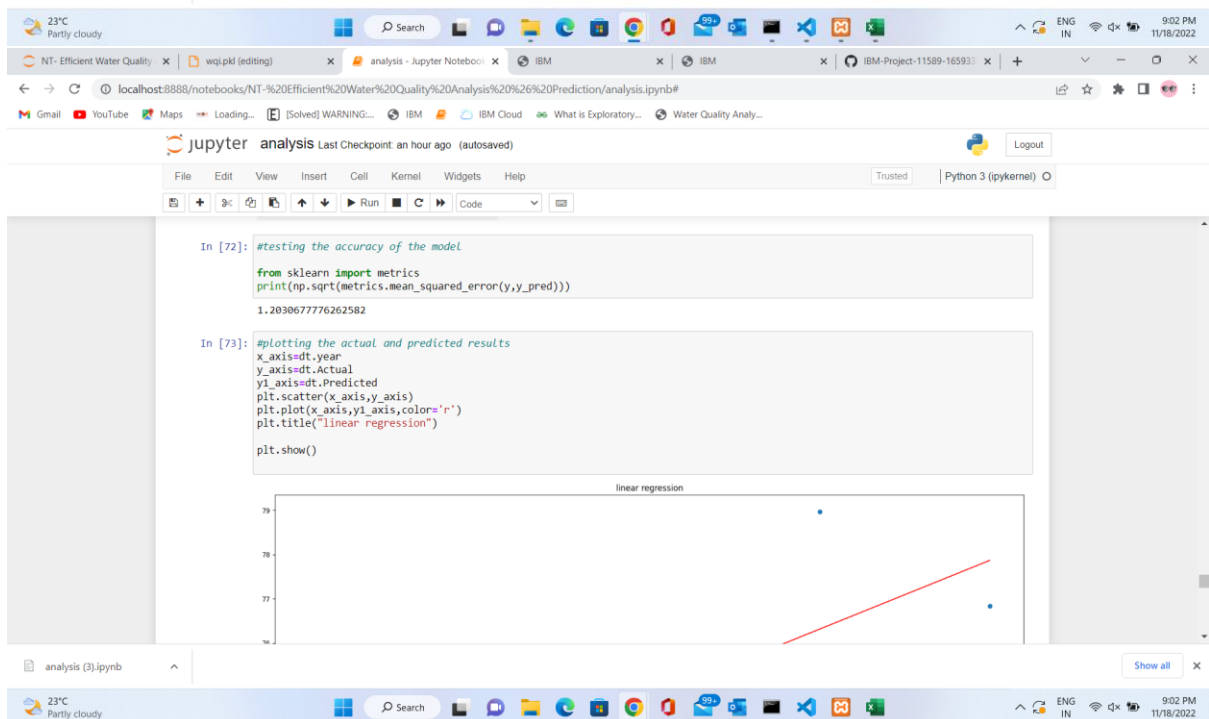 23°C
Partly cloudy
Search
99+
ENG
IN
9:02 PM
11/18/2022
NT- Efficient Water Quality
wqi.pkl (editing)
analysis - Jupyter Notebook
IBM
IBM
IBM-Project-11589-165933
localhost:8888/notebooks/NT-%20Efficient%20Water%20Quality%20Analysis%20%26%20Prediction/analysis.ipynb#
Gmail
YouTube
Maps
Loading...
[Solved] WARNING:...
IBM
IBM Cloud
What is Exploratory...
Water Quality Analy...
jupyter analysis Last Checkpoint: an hour ago (autosaved)
Logout
File Edit View Insert Cell Kernel Widgets Help
Trusted
Python 3 (ipykernel)
Run
Code
In [72]: #testing the accuracy of the model
from sklearn import metrics
print(np.sqrt(metrics.mean_squared_error(y,y_pred)))
1.2030677776262582
In [73]: #plotting the actual and predicted results
x_axis=dt.year
y_axis=dt.Actual
y1_axis=dt.Predicted
plt.scatter(x_axis,y_axis)
plt.plot(x_axis,y1_axis,color='r')
plt.title("linear regression")
plt.show()
linear regression
79
78
77
76
analysis (3).ipynb
Show all
23°C
Partly cloudy
Search
99+
ENG
IN
9:02 PM
11/18/2022